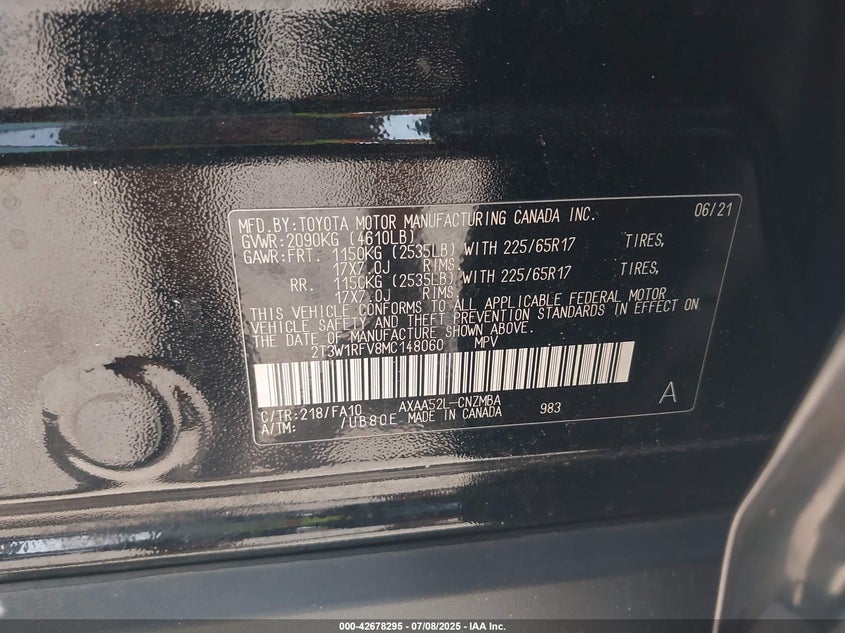 MFD.BY:TOYOTA MOTOR MANUFACTURING CANADA INC. 06/21
GVWR:2090KG (4610LB)
GAWR:FRT. 1150KG (2535LB) WITH 225/65R17 TIRES,
17X7.0J RIMS.
RR. 1150KG (2535LB) WITH 225/65R17 TIRES,
17X7.0J RIMS.
THIS VEHICLE CONFORMS TO ALL APPLICABLE FEDERAL MOTOR
VEHICLE SAFETY AND THEFT PREVENTION STANDARDS IN EFFECT ON
THE DATE OF MANUFACTURE SHOWN ABOVE.
2T3W1RFV8MC148060 MPV
C/TR:218/FA10 AXAA52L-CNZMBA
A/TM: /UB80E MADE IN CANADA 983 A
000-42678295 - 07/08/2025 - IAA Inc.